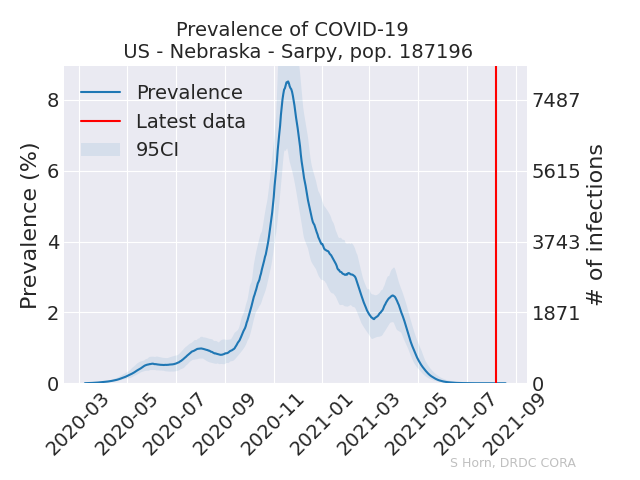 Prevalence of COVID-19
US - Nebraska - Sarpy, pop. 187196
Prevalence
Latest data
95CI
Prevalence (%)
8
6
4
2
0
7487
5615
3743
1871
0
# of infections
2020-03
2020-05
2020-07
2020-09
2020-11
2021-01
2021-03
2021-05
2021-07
2021-09
S Horn, DRDC CORA